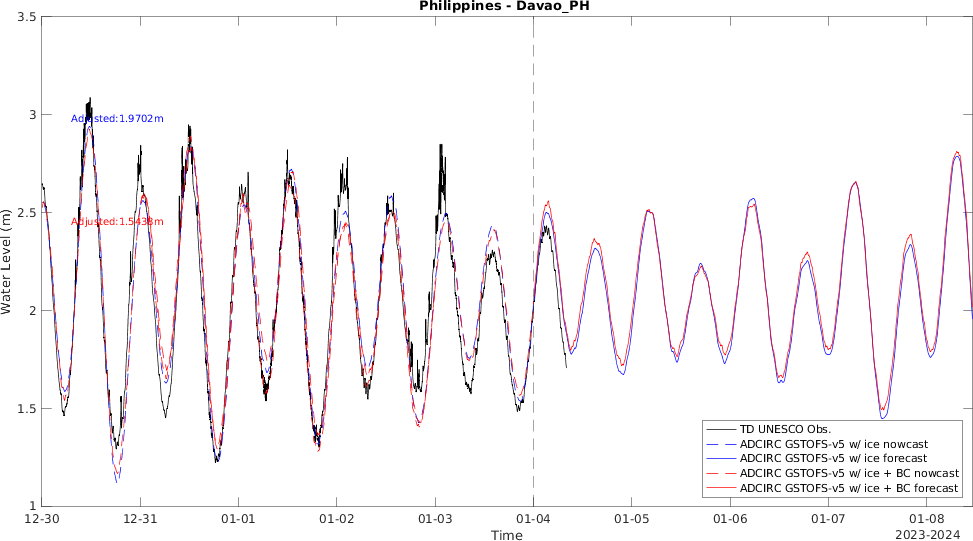 Philippines - Davao_PH
3.5
3
2.5
2
1.5
1
Water Level (m)
Adjusted:1.9702m
Adjusted:1.5438m
TD UNESCO Obs.
ADCIRC GSTOFS-v5 w/ ice nowcast
ADCIRC GSTOFS-v5 w/ ice forecast
ADCIRC GSTOFS-v5 w/ ice + BC nowcast
ADCIRC GSTOFS-v5 w/ ice + BC forecast
12-30 12-31 01-01 01-02 01-03 01-04 01-05 01-06 01-07 01-08
Time
2023-2024